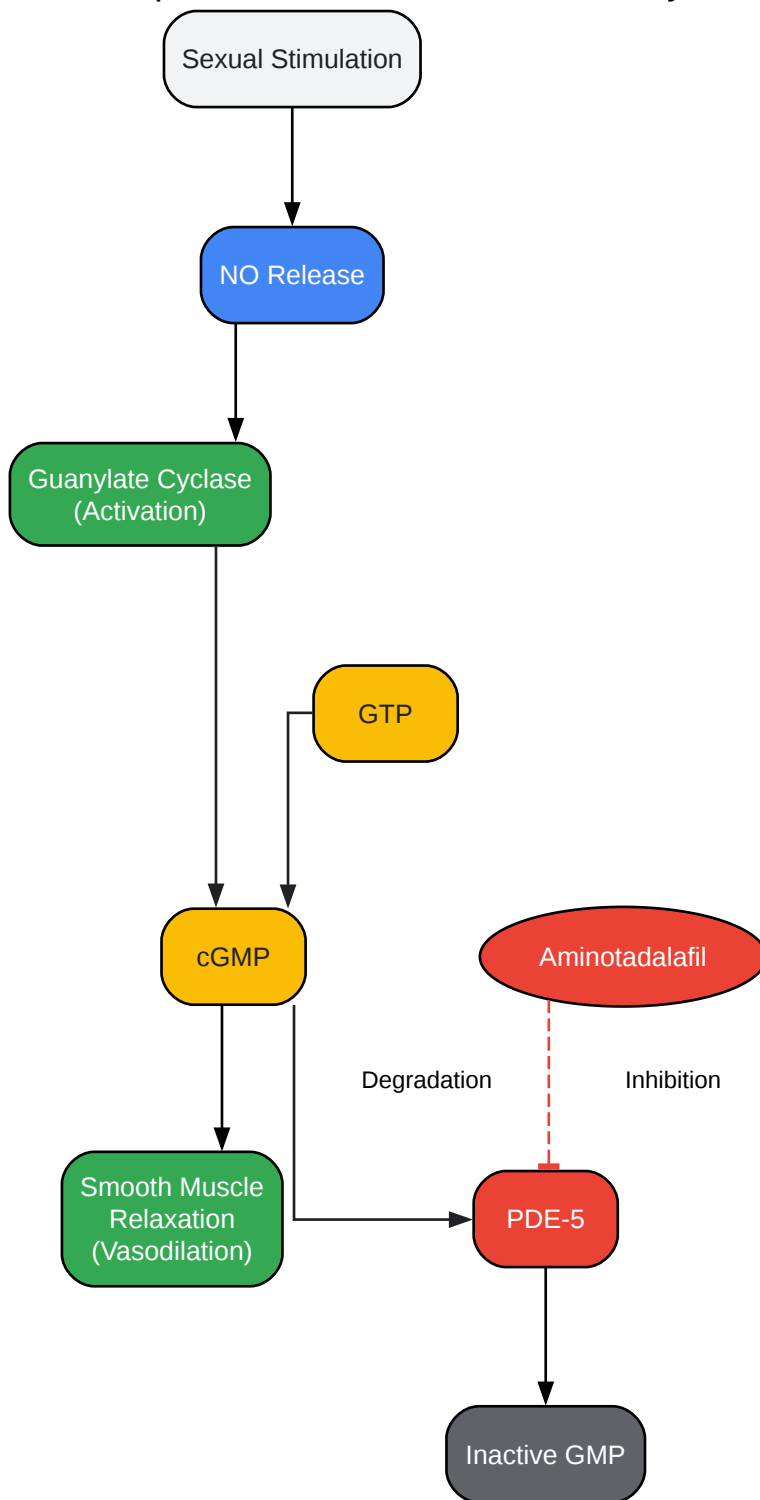 Sexual Stimulation
NO Release
Guanylate Cyclase
(Activation)
GTP
cGMP
Aminotadalafil
Degradation
Inhibition
Smooth Muscle
Relaxation
(Vasodilation)
PDE-5
Inactive GMP